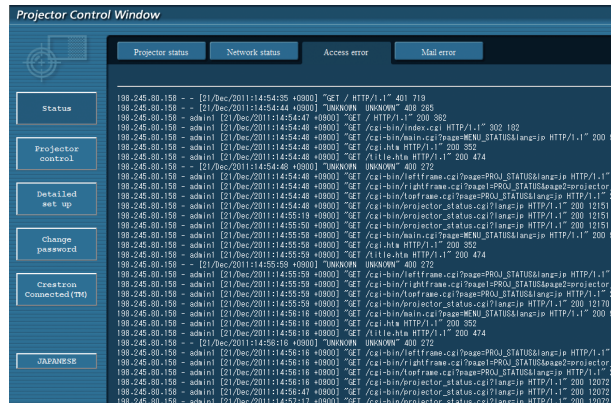 Projector Control Window
Projector status
Network status
Access error
Mail error
Status
Projector
control
Detailed
set up
Change
password
Crestron
Connected(TM)
JAPANESE
198.245.80.158 - - [21/Dec/2011:14:54:35 +0900] "GET / HTTP/1.1" 401 719
198.245.80.158 - - [21/Dec/2011:14:54:44 +0900] "UNKNOWN  UNKNOWN" 408 265
198.245.80.158 - admin1 [21/Dec/2011:14:54:47 +0900] "GET / HTTP/1.1" 200 362
198.245.80.158 - admin1 [21/Dec/2011:14:54:48 +0900] "GET /cgi-bin/index.cgi HTTP/1.1" 302 182
198.245.80.158 - admin1 [21/Dec/2011:14:54:48 +0900] "GET /cgi-bin/main.cgi?page=MENU_STATUS&lang=jp HTTP/1.1" 200
198.245.80.158 - admin1 [21/Dec/2011:14:54:48 +0900] "GET /cgi.htm HTTP/1.1" 200 352
198.245.80.158 - admin1 [21/Dec/2011:14:54:48 +0900] "GET /title.htm HTTP/1.1" 200 474
198.245.80.158 - - [21/Dec/2011:14:54:48 +0900] "UNKNOWN  UNKNOWN" 400 272
198.245.80.158 - admin1 [21/Dec/2011:14:54:48 +0900] "GET /cgi-bin/leftframe.cgi?page=PROJ_STATUS&lang=jp HTTP/1.1"
198.245.80.158 - admin1 [21/Dec/2011:14:54:48 +0900] "GET /cgi-bin/rightframe.cgi?page1=PROJ_STATUS&page2=projector
198.245.80.158 - admin1 [21/Dec/2011:14:54:48 +0900] "GET /cgi-bin/topframe.cgi?page=PROJ_STATUS&lang=jp HTTP/1.1"
198.245.80.158 - admin1 [21/Dec/2011:14:54:48 +0900] "GET /cgi-bin/projector_status.cgi?lang=jp HTTP/1.1" 200 12151
198.245.80.158 - admin1 [21/Dec/2011:14:55:19 +0900] "GET /cgi-bin/projector_status.cgi?lang=jp HTTP/1.1" 200 12151
198.245.80.158 - admin1 [21/Dec/2011:14:55:50 +0900] "GET /cgi-bin/projector_status.cgi?lang=jp HTTP/1.1" 200 12151
198.245.80.158 - admin1 [21/Dec/2011:14:55:58 +0900] "GET /cgi-bin/main.cgi?page=MENU_STATUS&lang=jp HTTP/1.1" 200
198.245.80.158 - admin1 [21/Dec/2011:14:55:58 +0900] "GET /cgi.htm HTTP/1.1" 200 352
198.245.80.158 - admin1 [21/Dec/2011:14:55:59 +0900] "GET /title.htm HTTP/1.1" 200 474
198.245.80.158 - - [21/Dec/2011:14:55:59 +0900] "UNKNOWN  UNKNOWN" 400 272
198.245.80.158 - admin1 [21/Dec/2011:14:55:59 +0900] "GET /cgi-bin/leftframe.cgi?page=PROJ_STATUS&lang=jp HTTP/1.1"
198.245.80.158 - admin1 [21/Dec/2011:14:55:59 +0900] "GET /cgi-bin/rightframe.cgi?page1=PROJ_STATUS&page2=projector
198.245.80.158 - admin1 [21/Dec/2011:14:55:59 +0900] "GET /cgi-bin/topframe.cgi?page=PROJ_STATUS&lang=jp HTTP/1.1"
198.245.80.158 - admin1 [21/Dec/2011:14:55:59 +0900] "GET /cgi-bin/projector_status.cgi?lang=jp HTTP/1.1" 200 12170
198.245.80.158 - admin1 [21/Dec/2011:14:56:16 +0900] "GET /cgi-bin/main.cgi?page=MENU_STATUS&lang=jp HTTP/1.1" 200
198.245.80.158 - admin1 [21/Dec/2011:14:56:16 +0900] "GET /cgi.htm HTTP/1.1" 200 352
198.245.80.158 - admin1 [21/Dec/2011:14:56:16 +0900] "GET /title.htm HTTP/1.1" 200 474
198.245.80.158 - - [21/Dec/2011:14:56:16 +0900] "UNKNOWN  UNKNOWN" 400 272
198.245.80.158 - admin1 [21/Dec/2011:14:56:16 +0900] "GET /cgi-bin/leftframe.cgi?page=PROJ_STATUS&lang=jp HTTP/1.1"
198.245.80.158 - admin1 [21/Dec/2011:14:56:16 +0900] "GET /cgi-bin/rightframe.cgi?page1=PROJ_STATUS&page2=projector
198.245.80.158 - admin1 [21/Dec/2011:14:56:16 +0900] "GET /cgi-bin/topframe.cgi?page=PROJ_STATUS&lang=jp HTTP/1.1"
198.245.80.158 - admin1 [21/Dec/2011:14:56:16 +0900] "GET /cgi-bin/projector_status.cgi?lang=jp HTTP/1.1" 200 12072
198.245.80.158 - admin1 [21/Dec/2011:14:56:47 +0900] "GET /cgi-bin/projector_status.cgi?lang=jp HTTP/1.1" 200 12072
198.245.80.158 - admin1 [21/Dec/2011:14:57:17 +0900] "GET /cgi-bin/projector_status.cgi?lang=jp HTTP/1.1" 200 12072